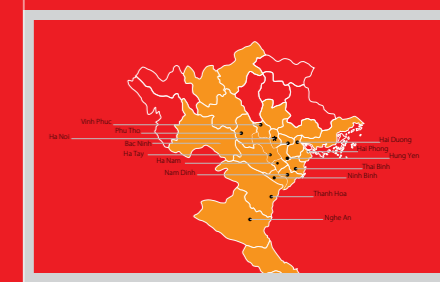 Vinh Phuc
Phu Tho
Ha Noi
Bac Ninh
Ha Tay
Ha Nam
Nam Dinh
Hai Duong
Hai Phong
Hung Yen
Thai Binh
Ninh Binh
Thanh Hoa
Nghe An